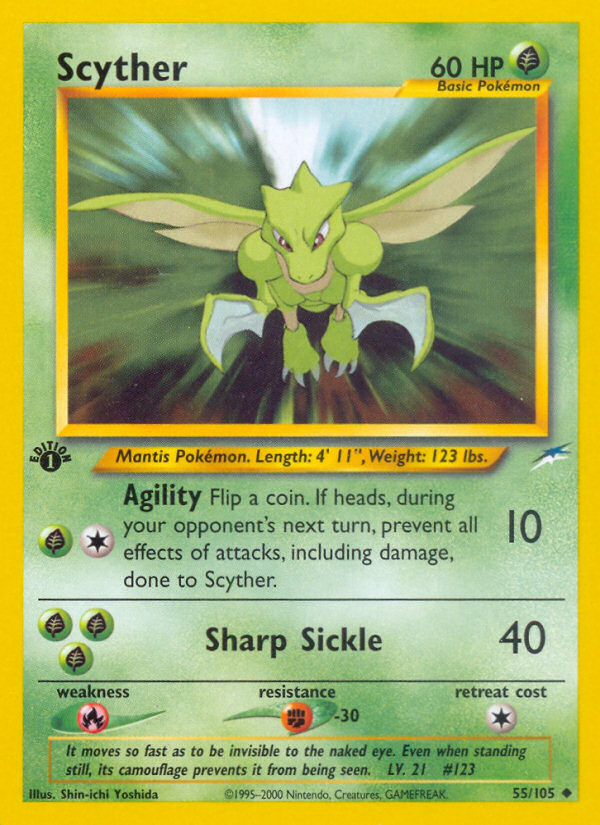 Scyther
60 HP
Basic Pokémon
EDITION
1
Mantis Pokémon. Length: 4' 11", Weight: 123 lbs.
Agility Flip a coin. If heads, during
your opponent's next turn, prevent all
effects of attacks, including damage,
done to Scyther.
10
Sharp Sickle
40
weakness
resistance
retreat cost
-30
It moves so fast as to be invisible to the naked eye. Even when standing
still, its camouflage prevents it from being seen. LV. 21 #123
Illus. Shin-ichi Yoshida
©1995–2000 Nintendo, Creatures, GAMEFREAK.
55/105